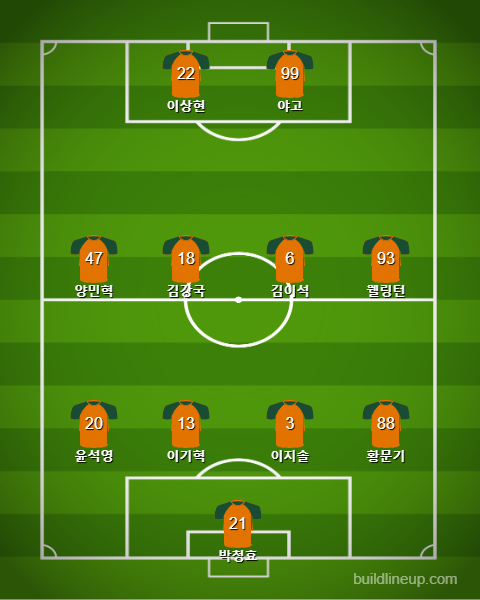 22 99
이상현 야고
47 18 6 93
양민혁 김강국 김이석 웰링턴
20 13 3 88
윤석영 이기혁 이지솔 황문기
21
박청효
buildlineup.com